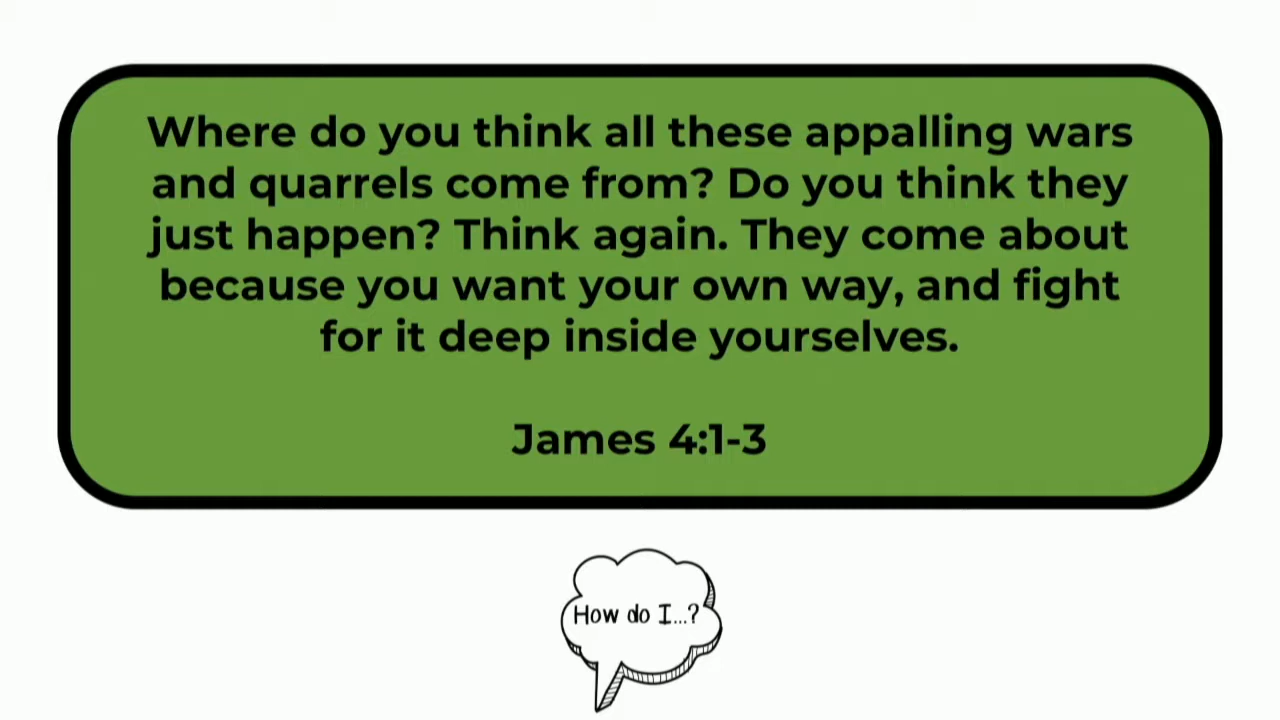 Where do you think all these appalling wars
and quarrels come from? Do you think they
just happen? Think again. They come about
because you want your own way, and fight
for it deep inside yourselves.
James 4:1-3
How do I...?